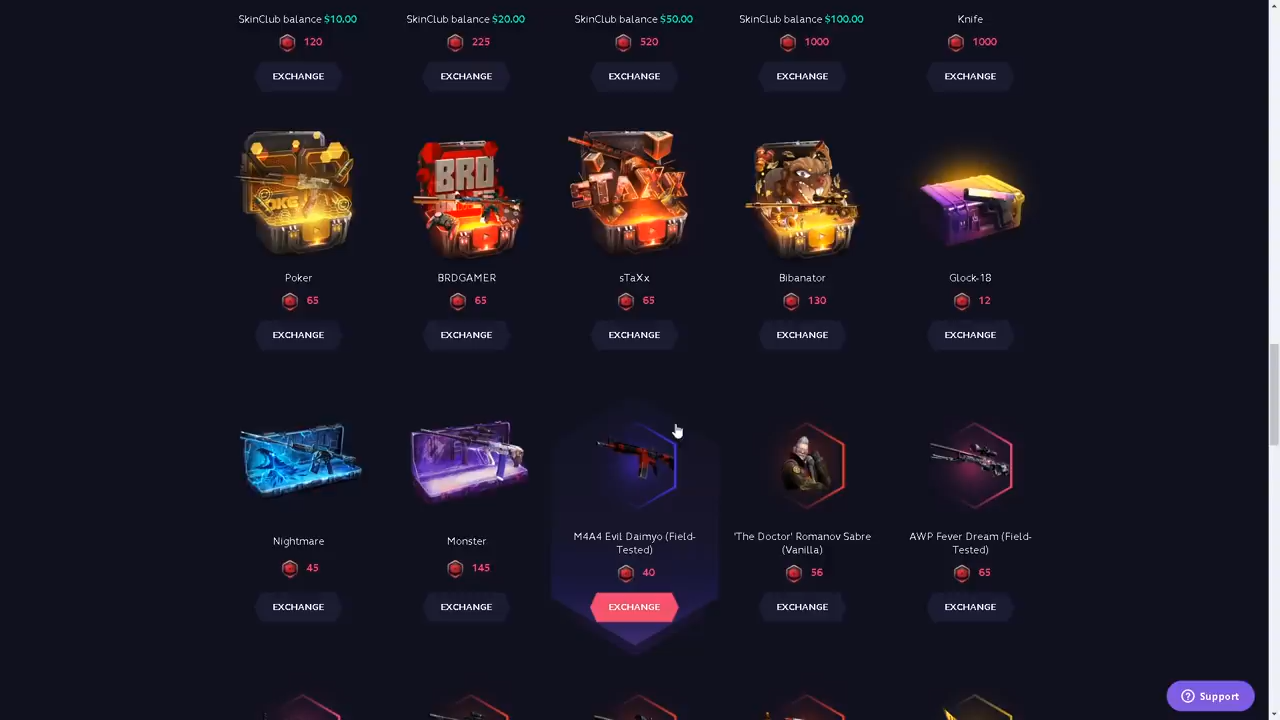 SkinClub balance $10.00
SkinClub balance $20.00
SkinClub balance $50.00
SkinClub balance $100.00
Knife
120
225
520
1000
1000
EXCHANGE
EXCHANGE
EXCHANGE
EXCHANGE
EXCHANGE
BRD
STAXX
Poker
BRDGAMER
sTaXx
Bibanator
Glock-18
65
65
65
130
12
EXCHANGE
EXCHANGE
EXCHANGE
EXCHANGE
EXCHANGE
Nightmare
Monster
M4A4 Evil Daimyo (Field-
Tested)
'The Doctor' Romanov Sabre
(Vanilla)
AWP Fever Dream (Field-
Tested)
45
145
40
56
65
EXCHANGE
EXCHANGE
EXCHANGE
EXCHANGE
EXCHANGE
Support